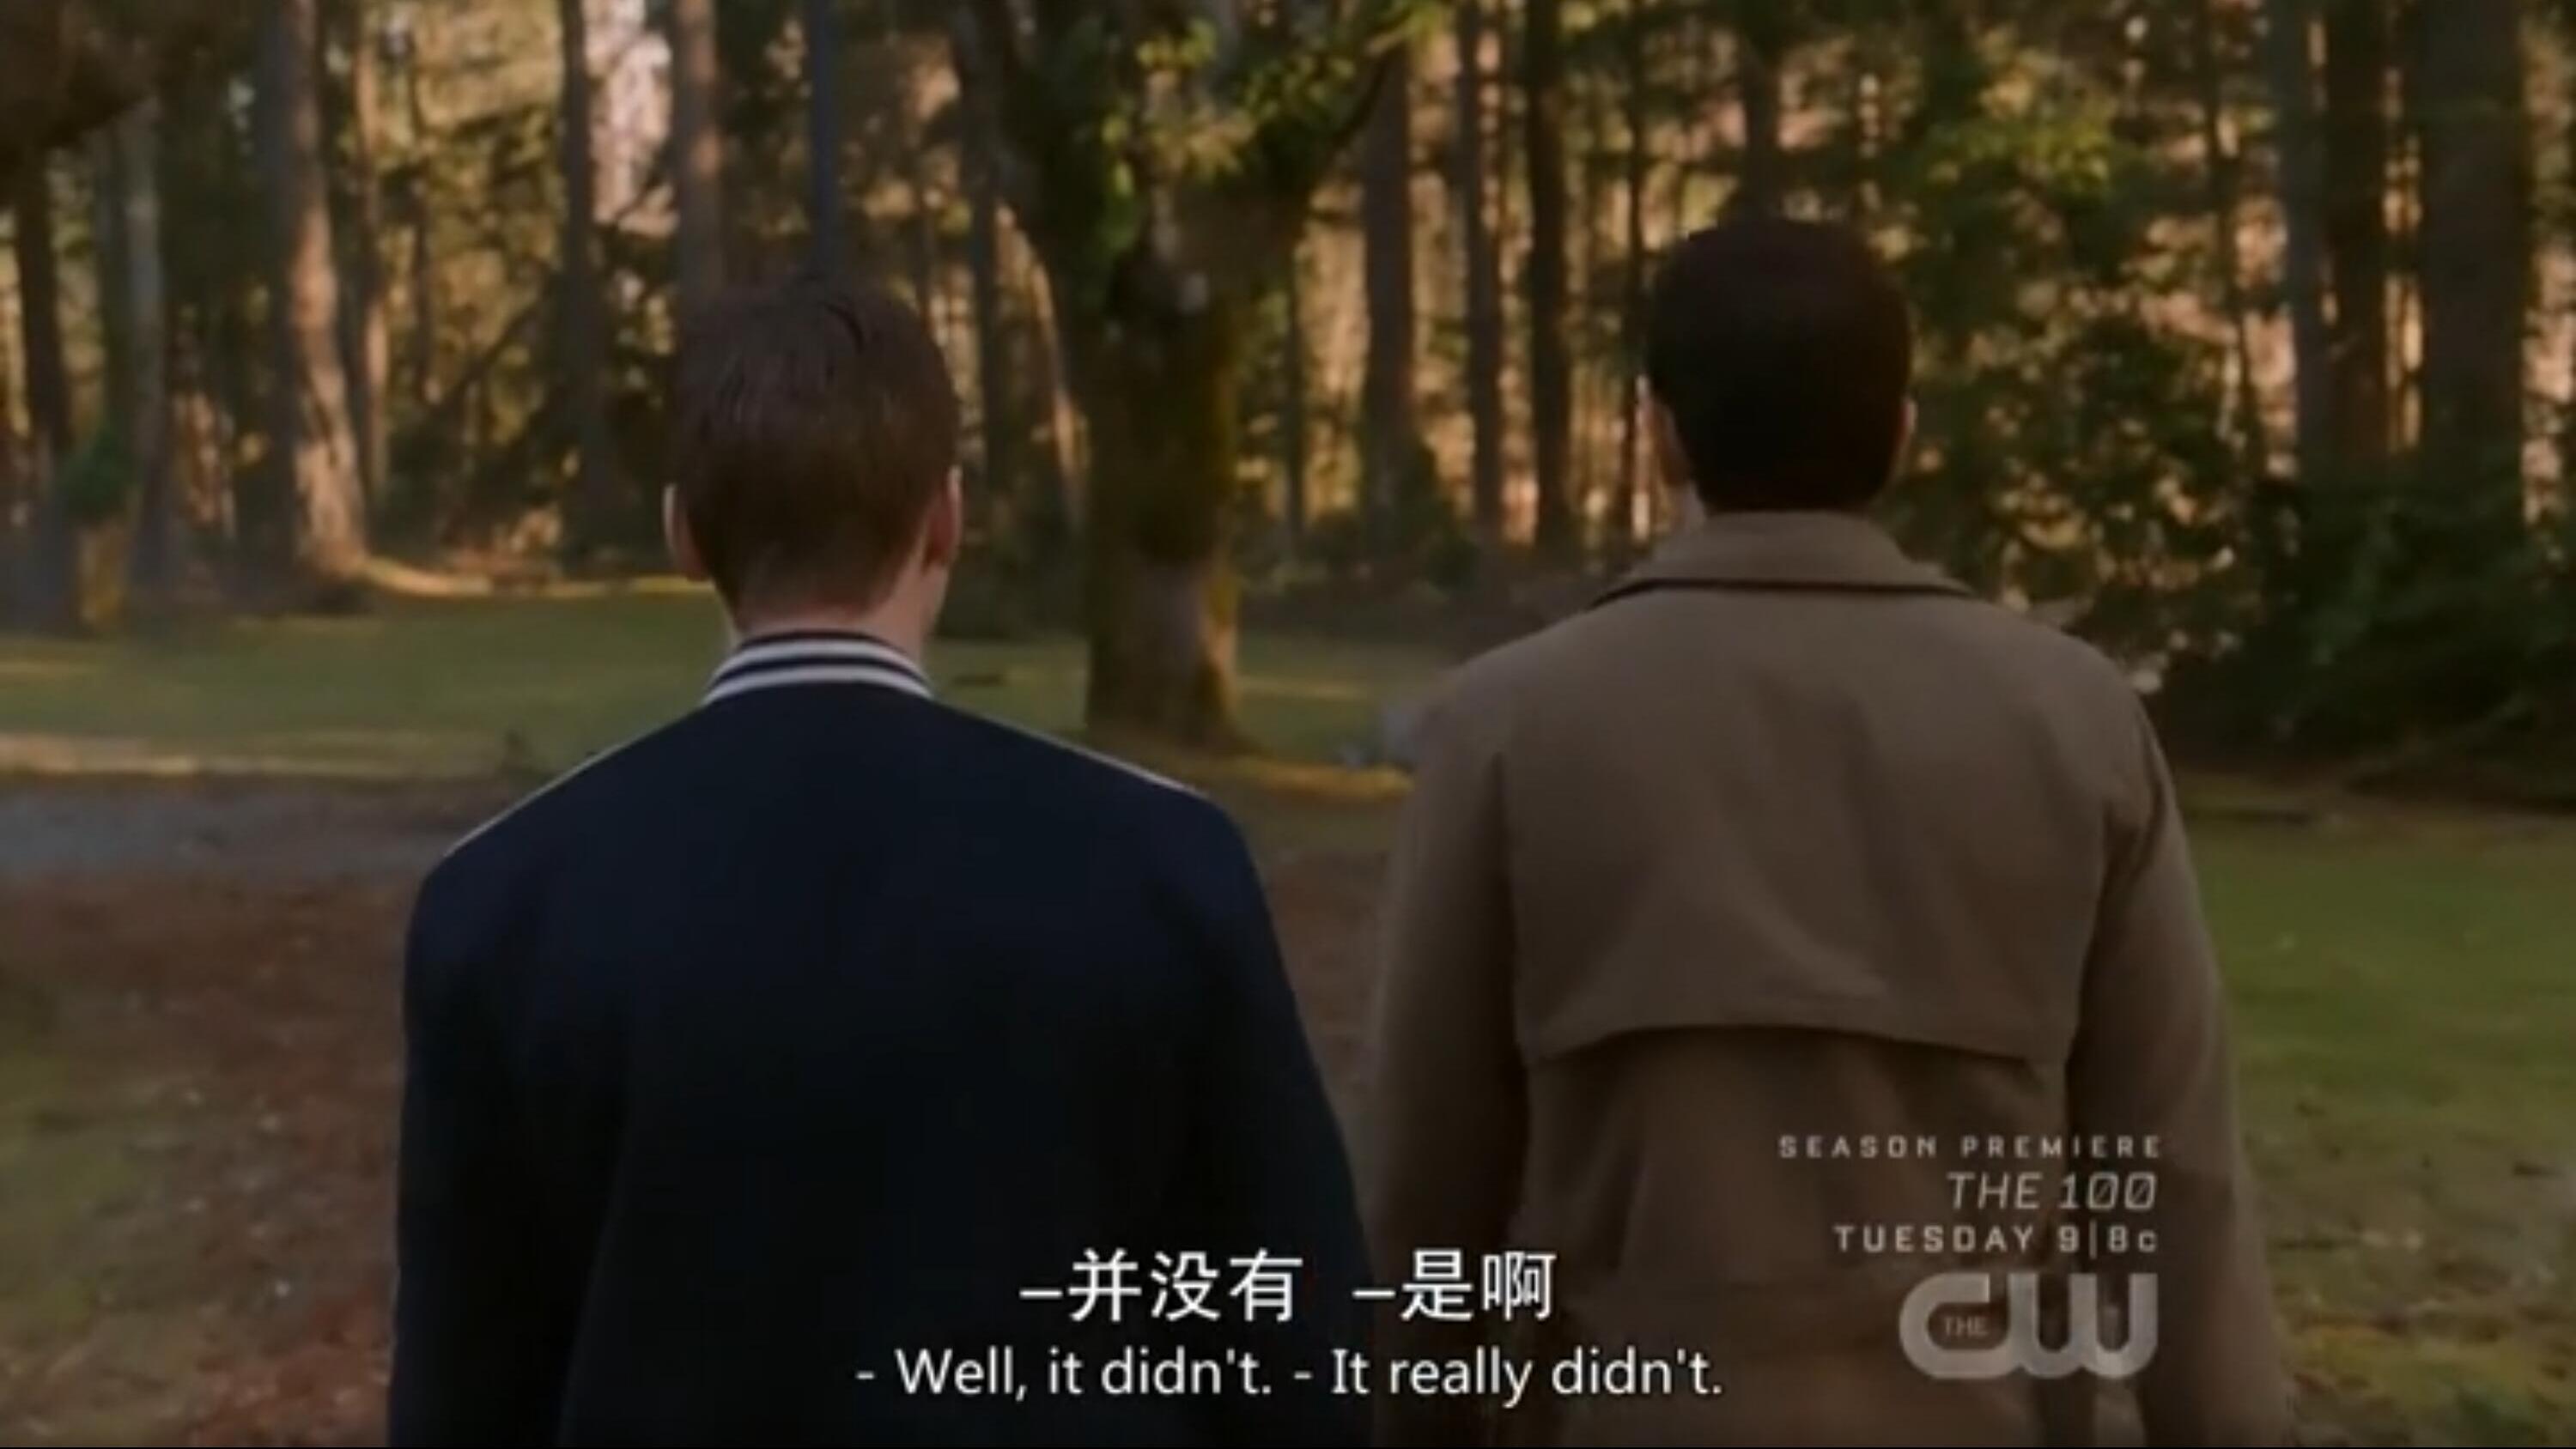 SEASON PREMIERE
THE 100
TUESDAY 9|8c
THE CW
–并没有 –是啊
- Well, it didn't. - It really didn't.